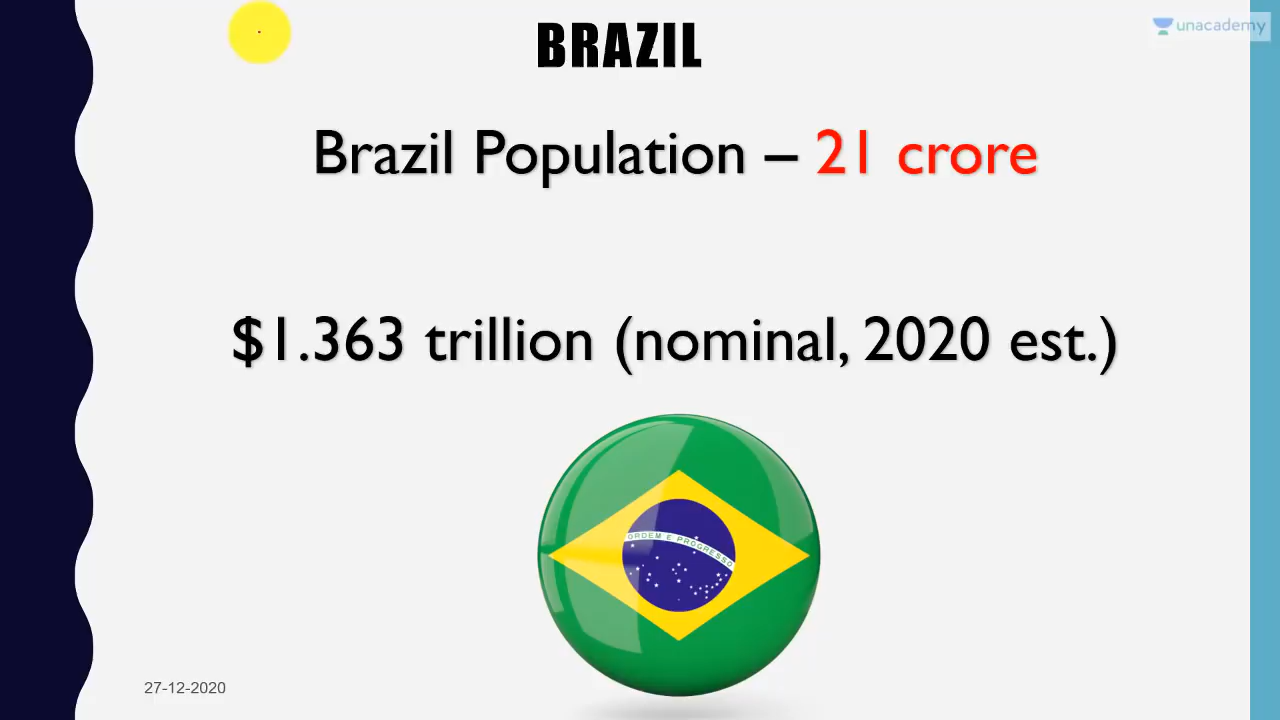 BRAZIL
unacademy
Brazil Population – 21 crore
$1.363 trillion (nominal, 2020 est.)
ORDEM E PROGRESSO
27-12-2020